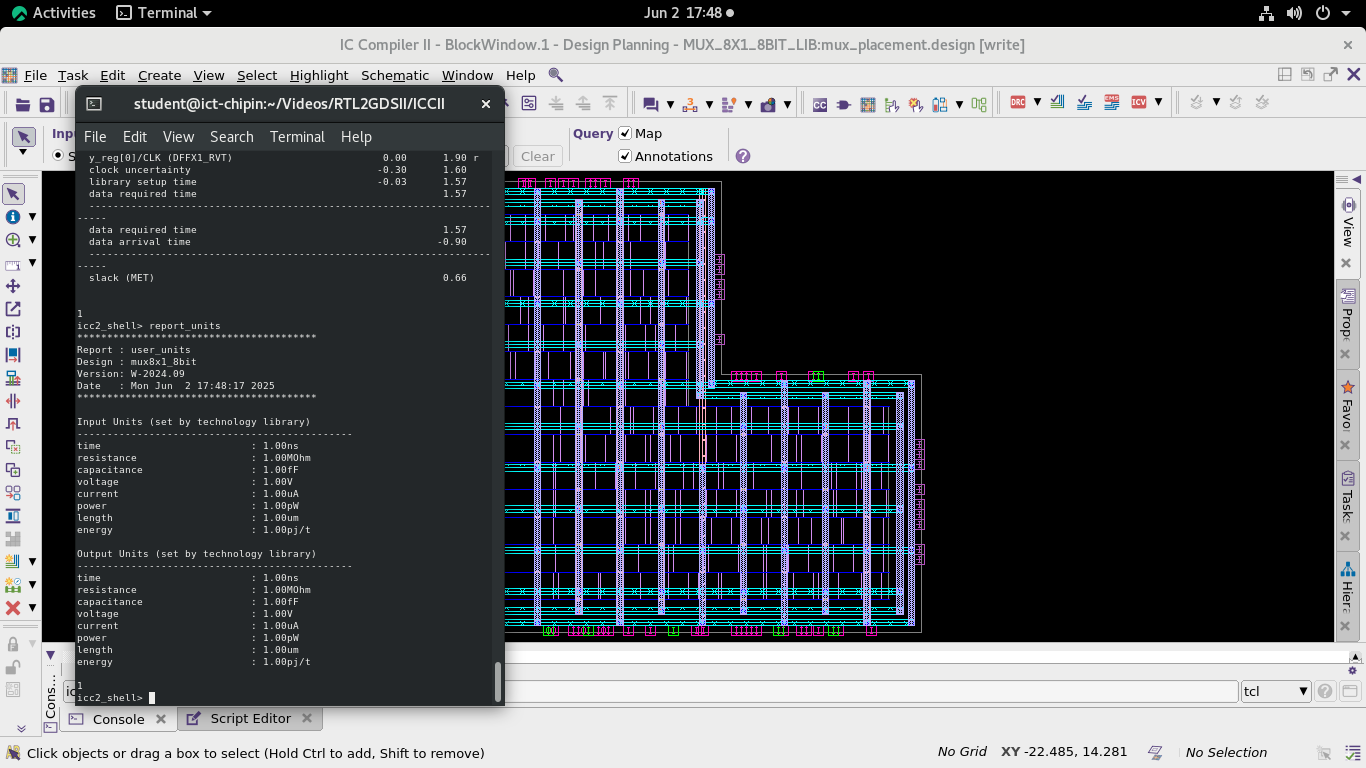 Activities Terminal Jun 2 17:48
IC Compiler II - BlockWindow.1 - Design Planning - MUX_8X1_8BIT_LIB:mux_placement.design [write]
File Task Edit Create View Select Highlight Schematic Window Help
student@ict-chipin:~/Videos/RTL2GDSII/ICCII
File Edit View Search Terminal Help
Query Map
Clear Annotations
y_reg[0]/CLK (DFFX1_RVT) 0.00 1.90 r
clock uncertainty -0.30 1.60
library setup time -0.03 1.57
data required time 1.57
--------------------------------------------------------------------
-----
data required time 1.57
data arrival time -0.90
--------------------------------------------------------------------
-----
slack (MET) 0.66
1
icc2_shell> report_units
****************************************
Report : user_units
Design : mux8x1_8bit
Version: W-2024.09
Date : Mon Jun 2 17:48:17 2025
****************************************
Input Units (set by technology library)
----------------------------------------------
time : 1.00ns
resistance : 1.00MOhm
capacitance : 1.00fF
voltage : 1.00V
current : 1.00uA
power : 1.00pW
length : 1.00um
energy : 1.00pj/t
Output Units (set by technology library)
----------------------------------------------
time : 1.00ns
resistance : 1.00MOhm
capacitance : 1.00fF
voltage : 1.00V
current : 1.00uA
power : 1.00pW
length : 1.00um
energy : 1.00pj/t
1
icc2_shell>
View
Prope
Favo
Tasks
Hier
Cons...
tcl
Console Script Editor
Click objects or drag a box to select (Hold Ctrl to add, Shift to remove) No Grid XY -22.485, 14.281 No Selection